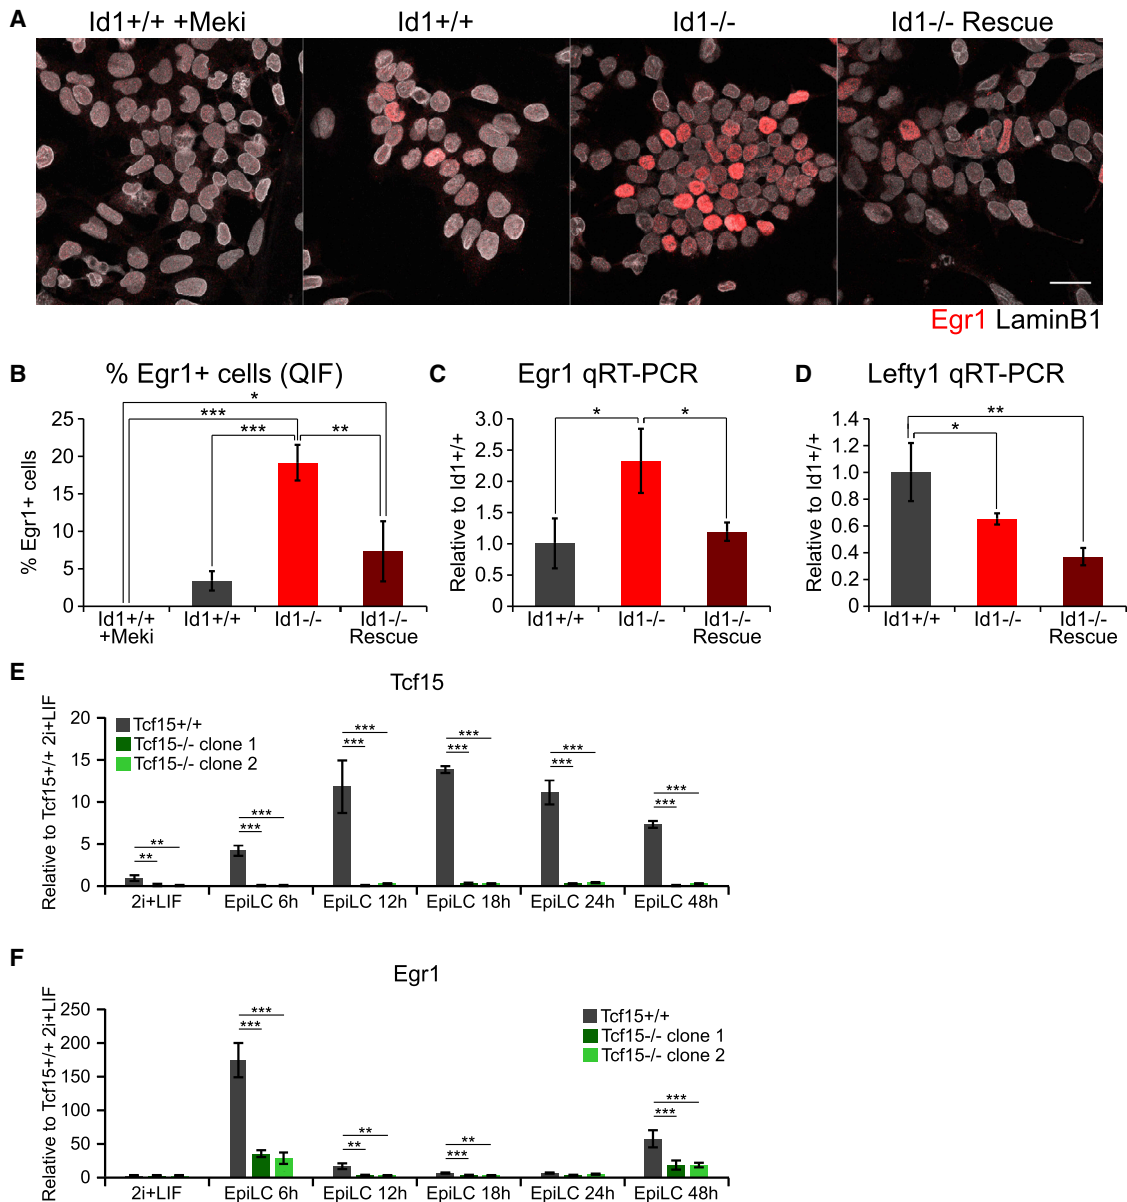 A
Id1+/+ +Meki
Id1+/+
Id1-/-
Id1-/- Rescue
Egr1 LaminB1
B
% Egr1+ cells (QIF)
% Egr1+ cells
25
20
15
10
5
0
*
***
***
**
Id1+/+
+Meki
Id1+/+
Id1-/-
Id1-/-
Rescue
C
Egr1 qRT-PCR
Relative to Id1+/+
3.0
2.5
2.0
1.5
1.0
0.5
0
*
*
Id1+/+
Id1-/-
Id1-/-
Rescue
D
Lefty1 qRT-PCR
Relative to Id1+/+
1.4
1.2
1.0
0.8
0.6
0.4
0.2
0
**
*
Id1+/+
Id1-/-
Id1-/-
Rescue
E
Tcf15
Relative to Tcf15+/+ 2i+LIF
20
15
10
5
0
Tcf15+/+
Tcf15-/- clone 1
Tcf15-/- clone 2
**
**
***
***
***
***
***
***
***
***
***
***
2i+LIF
EpiLC 6h
EpiLC 12h
EpiLC 18h
EpiLC 24h
EpiLC 48h
F
Egr1
Relative to Tcf15+/+ 2i+LIF
250
200
150
100
50
0
Tcf15+/+
Tcf15-/- clone 1
Tcf15-/- clone 2
***
***
**
**
**
***
***
***
2i+LIF
EpiLC 6h
EpiLC 12h
EpiLC 18h
EpiLC 24h
EpiLC 48h